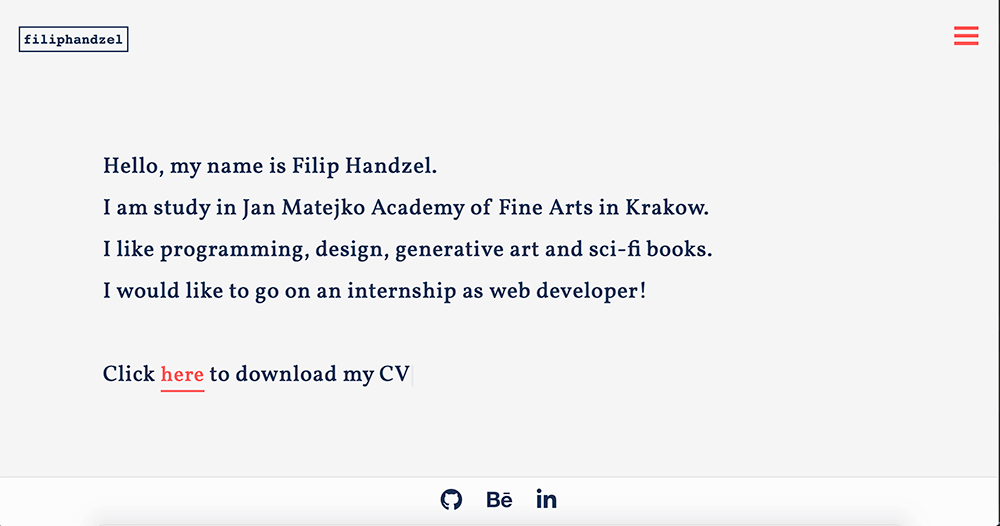 filiphandzel
Hello, my name is Filip Handzel.
I am study in Jan Matejko Academy of Fine Arts in Krakow.
I like programming, design, generative art and sci-fi books.
I would like to go on an internship as web developer!
Click here to download my CV
Bē in